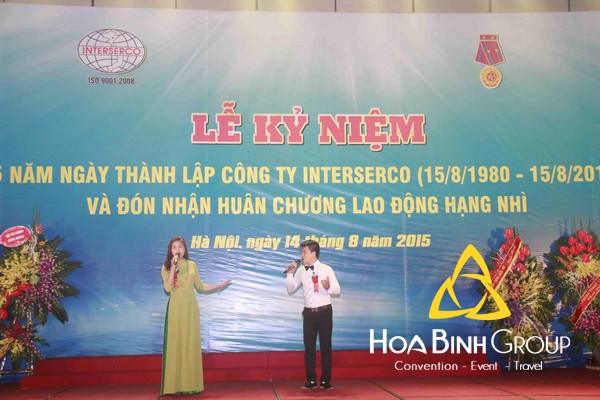 INTERSERCO
ISO 9001:2008
LỄ KỶ NIỆM
5 NĂM NGÀY THÀNH LẬP CÔNG TY INTERSERCO (15/8/1980 - 15/8/201
VÀ ĐÓN NHẬN HUÂN CHƯƠNG LAO ĐỘNG HẠNG NHÌ
Hà Nội, ngày 14 tháng 8 năm 2015
HOA BINH GROUP
Convention - Event - Travel